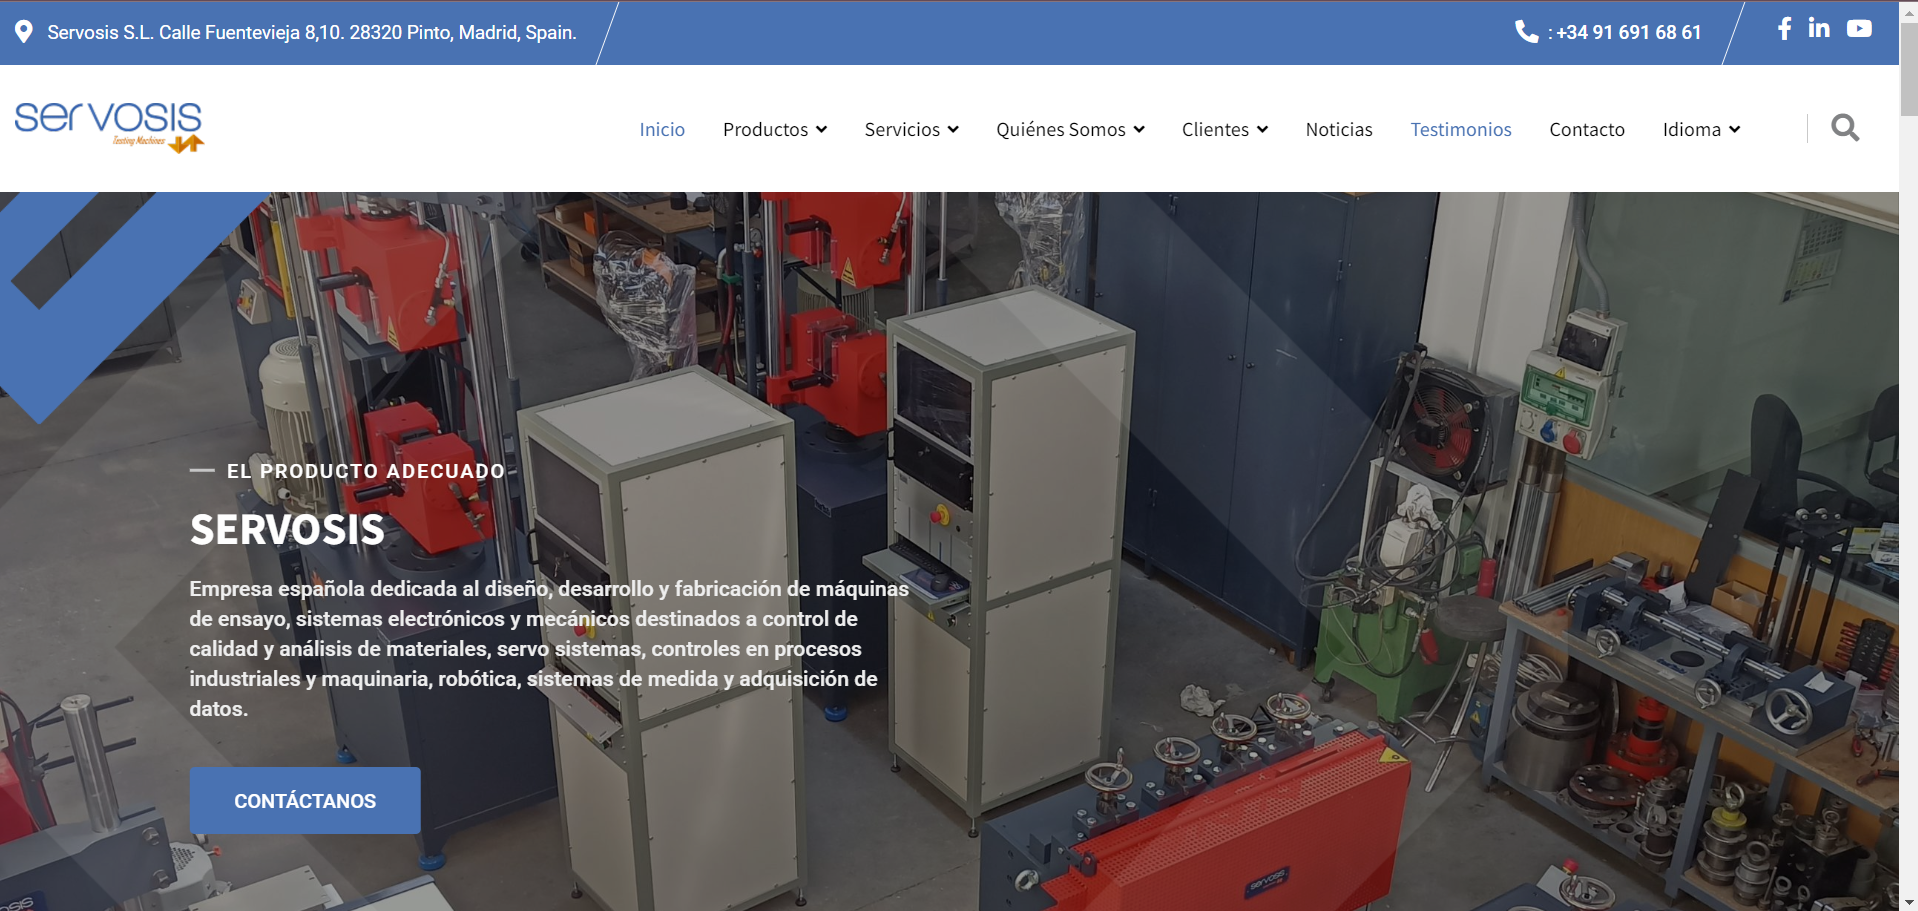 Servosis S.L. Calle Fuentevieja 8,10. 28320 Pinto, Madrid, Spain.
: +34 91 691 68 61
servosis
Testing Machines
Inicio
Productos
Servicios
Quiénes Somos
Clientes
Noticias
Testimonios
Contacto
Idioma
EL PRODUCTO ADECUADO
SERVOSIS
Empresa española dedicada al diseño, desarrollo y fabricación de máquinas
de ensayo, sistemas electrónicos y mecánicos destinados a control de
calidad y análisis de materiales, servo sistemas, controles en procesos
industriales y maquinaria, robótica, sistemas de medida y adquisición de
datos.
CONTÁCTANOS
servosis